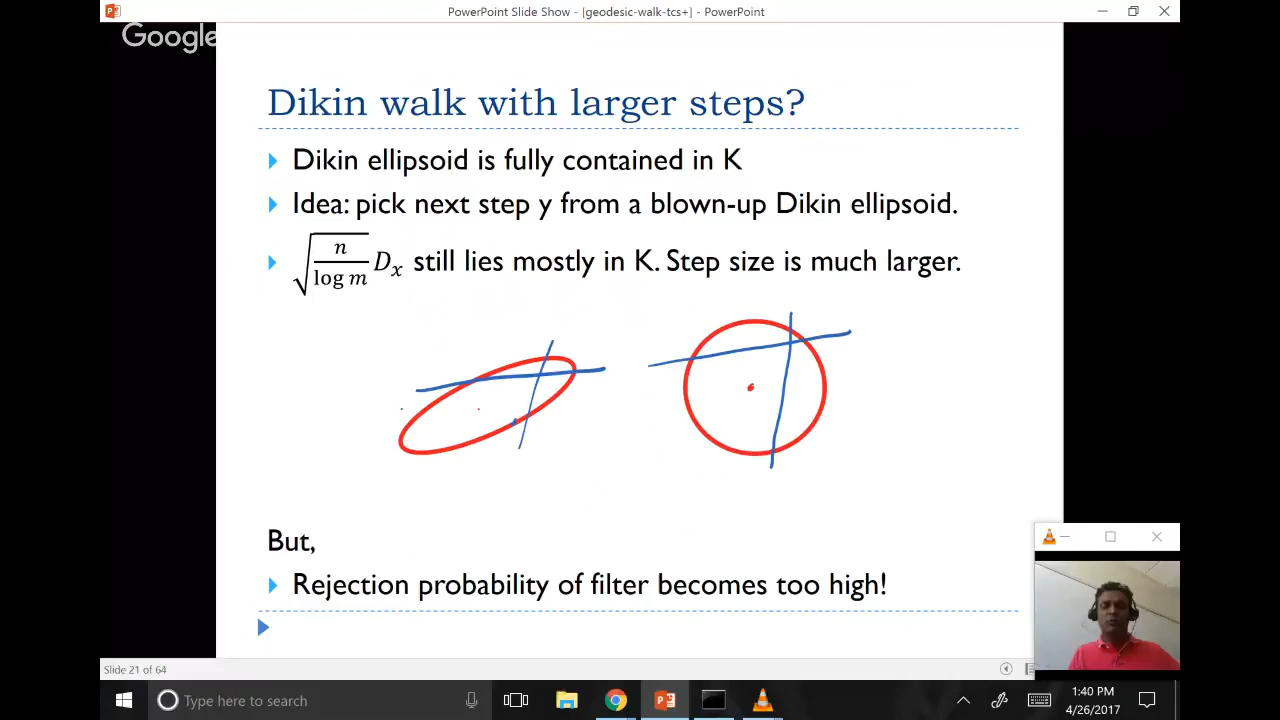 PowerPoint Slide Show - [geodesic-walk-tcs+] - PowerPoint
Google
Dikin walk with larger steps?
Dikin ellipsoid is fully contained in K
Idea: pick next step y from a blown-up Dikin ellipsoid.
√(n/log m) Dₓ still lies mostly in K. Step size is much larger.
But,
Rejection probability of filter becomes too high!
Slide 21 of 64
Type here to search
1:40 PM
4/26/2017